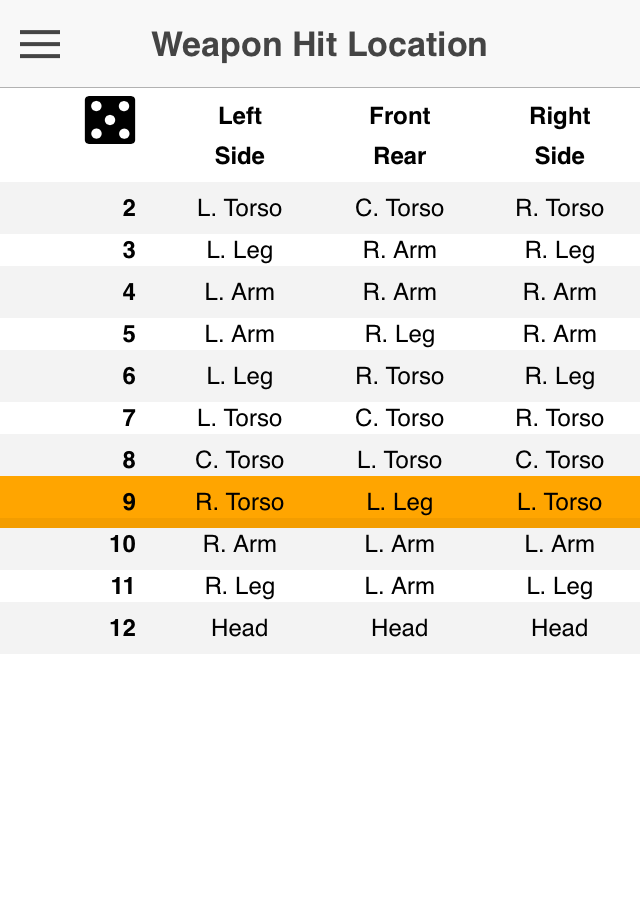 Weapon Hit Location
Left Front Right
Side Rear Side
2 L. Torso C. Torso R. Torso
3 L. Leg R. Arm R. Leg
4 L. Arm R. Arm R. Arm
5 L. Arm R. Leg R. Arm
6 L. Leg R. Torso R. Leg
7 L. Torso C. Torso R. Torso
8 C. Torso L. Torso C. Torso
9 R. Torso L. Leg L. Torso
10 R. Arm L. Arm L. Arm
11 R. Leg L. Arm L. Leg
12 Head Head Head